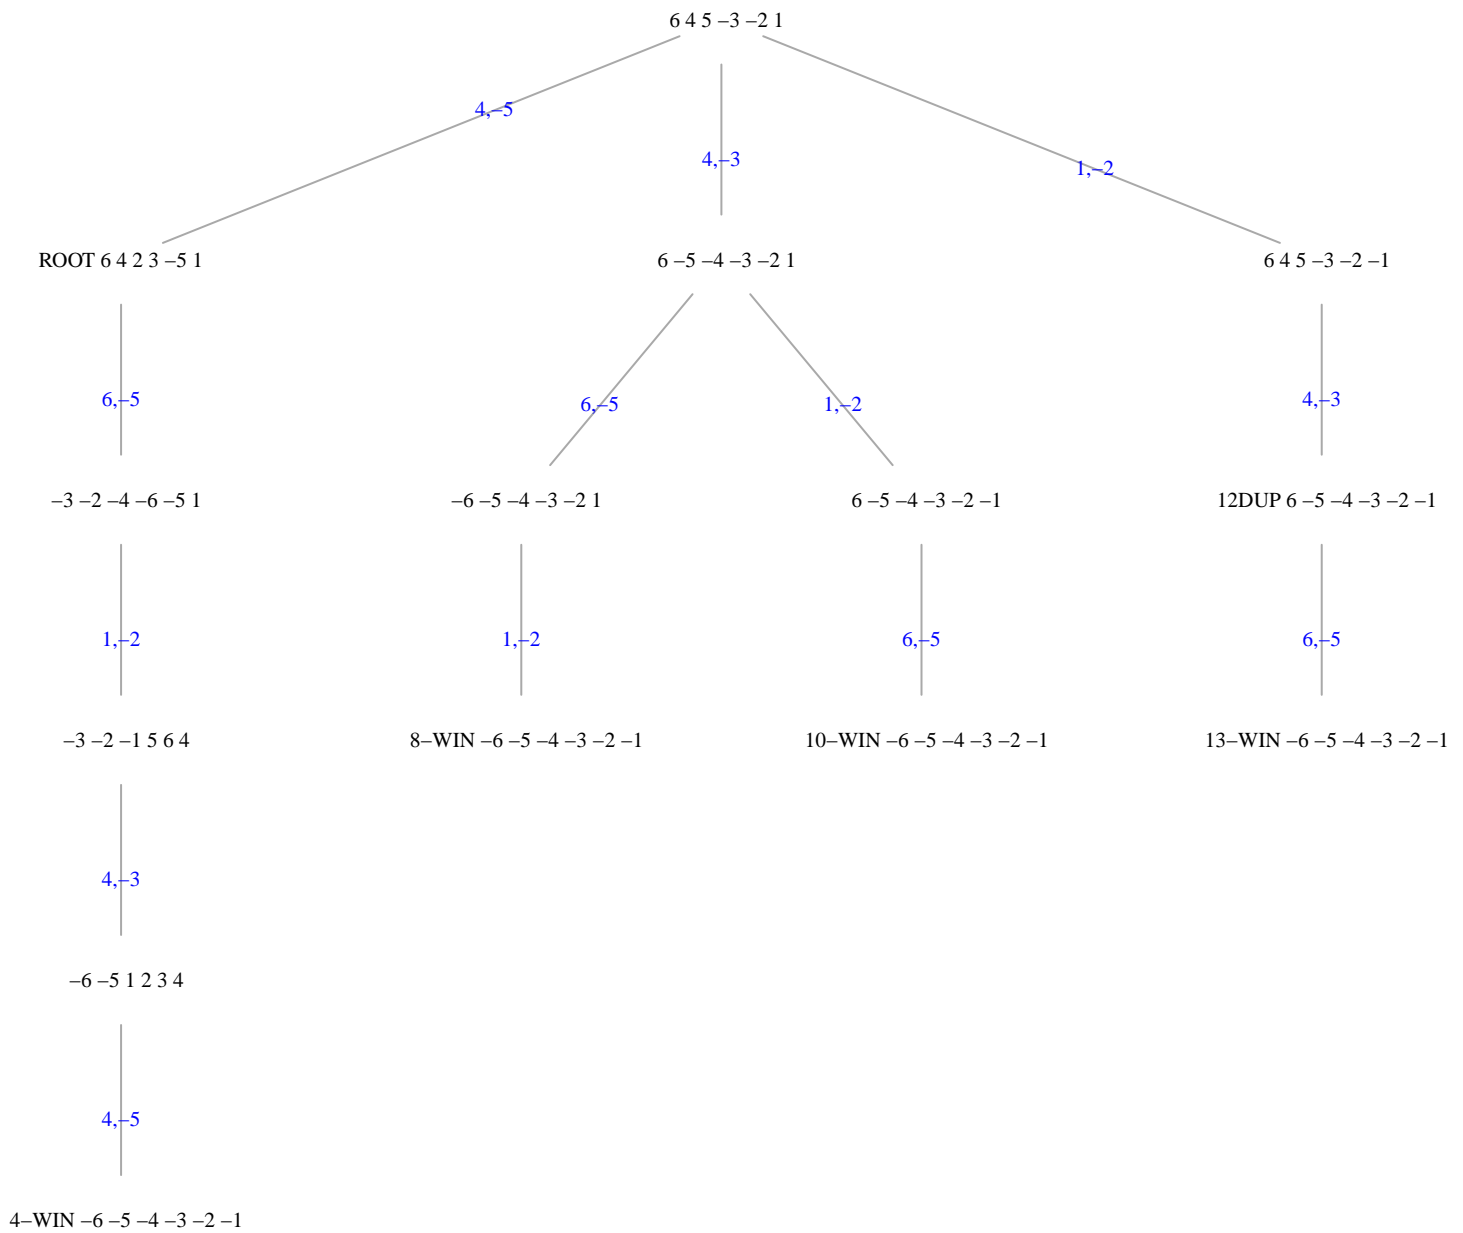 6 4 5 –3 –2 1
4,–5
4,–3
1,–2
ROOT 6 4 2 3 –5 1
6 –5 –4 –3 –2 1
6 4 5 –3 –2 –1
6,–5
6,–5
1,–2
4,–3
–3 –2 –4 –6 –5 1
–6 –5 –4 –3 –2 1
6 –5 –4 –3 –2 –1
12DUP 6 –5 –4 –3 –2 –1
1,–2
1,–2
6,–5
6,–5
–3 –2 –1 5 6 4
8–WIN –6 –5 –4 –3 –2 –1
10–WIN –6 –5 –4 –3 –2 –1
13–WIN –6 –5 –4 –3 –2 –1
4,–3
–6 –5 1 2 3 4
4,–5
4–WIN –6 –5 –4 –3 –2 –1